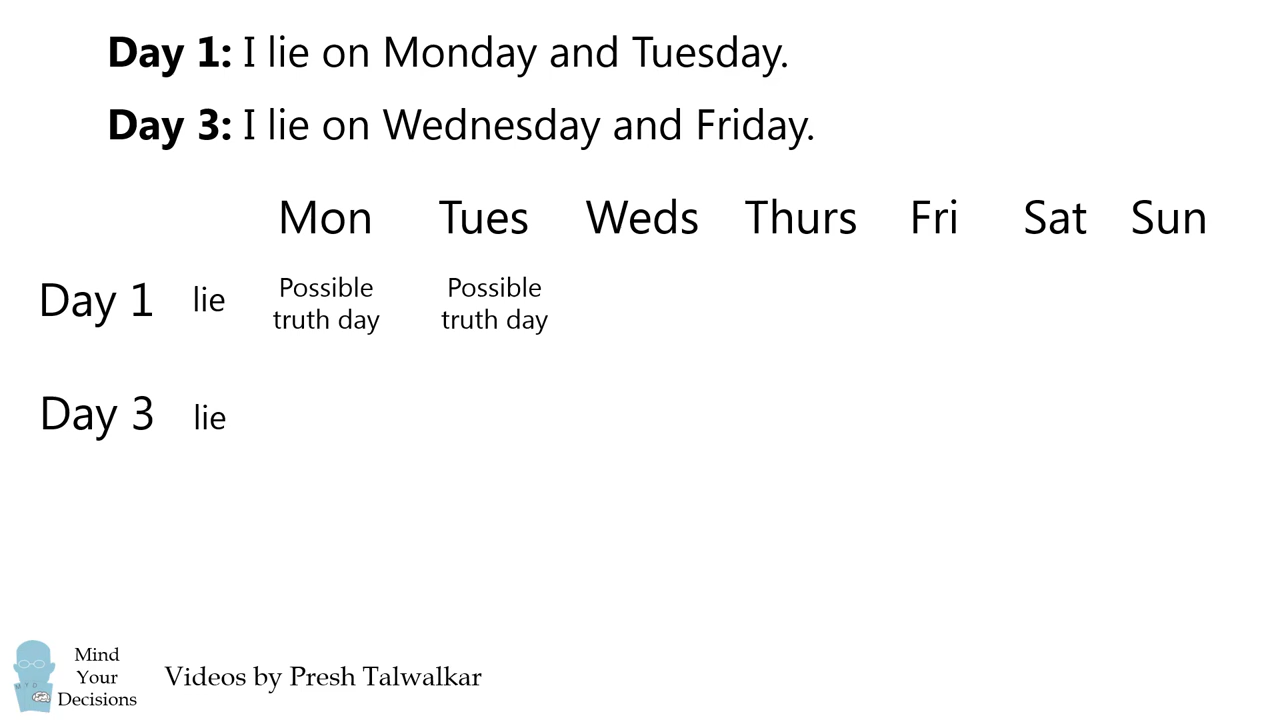 Day 1: I lie on Monday and Tuesday.
Day 3: I lie on Wednesday and Friday.
Mon Tues Weds Thurs Fri Sat Sun
Day 1 lie Possible truth day Possible truth day
Day 3 lie
Mind
Your
Decisions
Videos by Presh Talwalkar